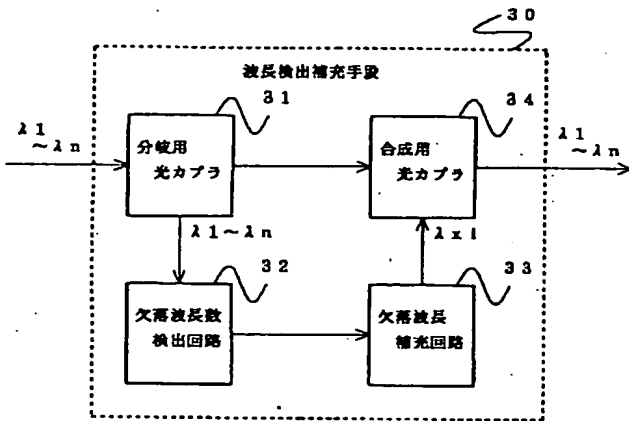 30
波長検出補充手段
31
34
λ1
～λn
分岐用
光カプラ
合成用
光カプラ
λ1
～λn
λ1～λn
λxi
32
33
欠落波長数
検出回路
欠落波長
補充回路